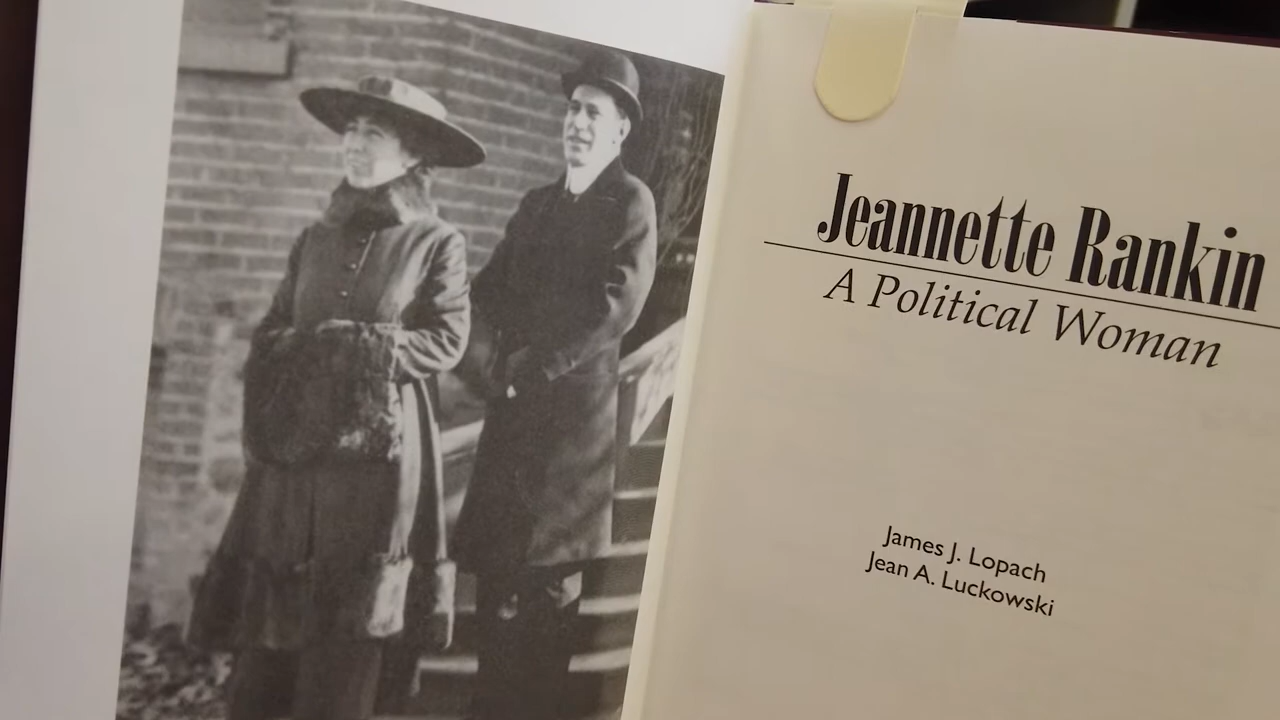 Jeannette Rankin
A Political Woman
James J. Lopach
Jean A. Luckowski